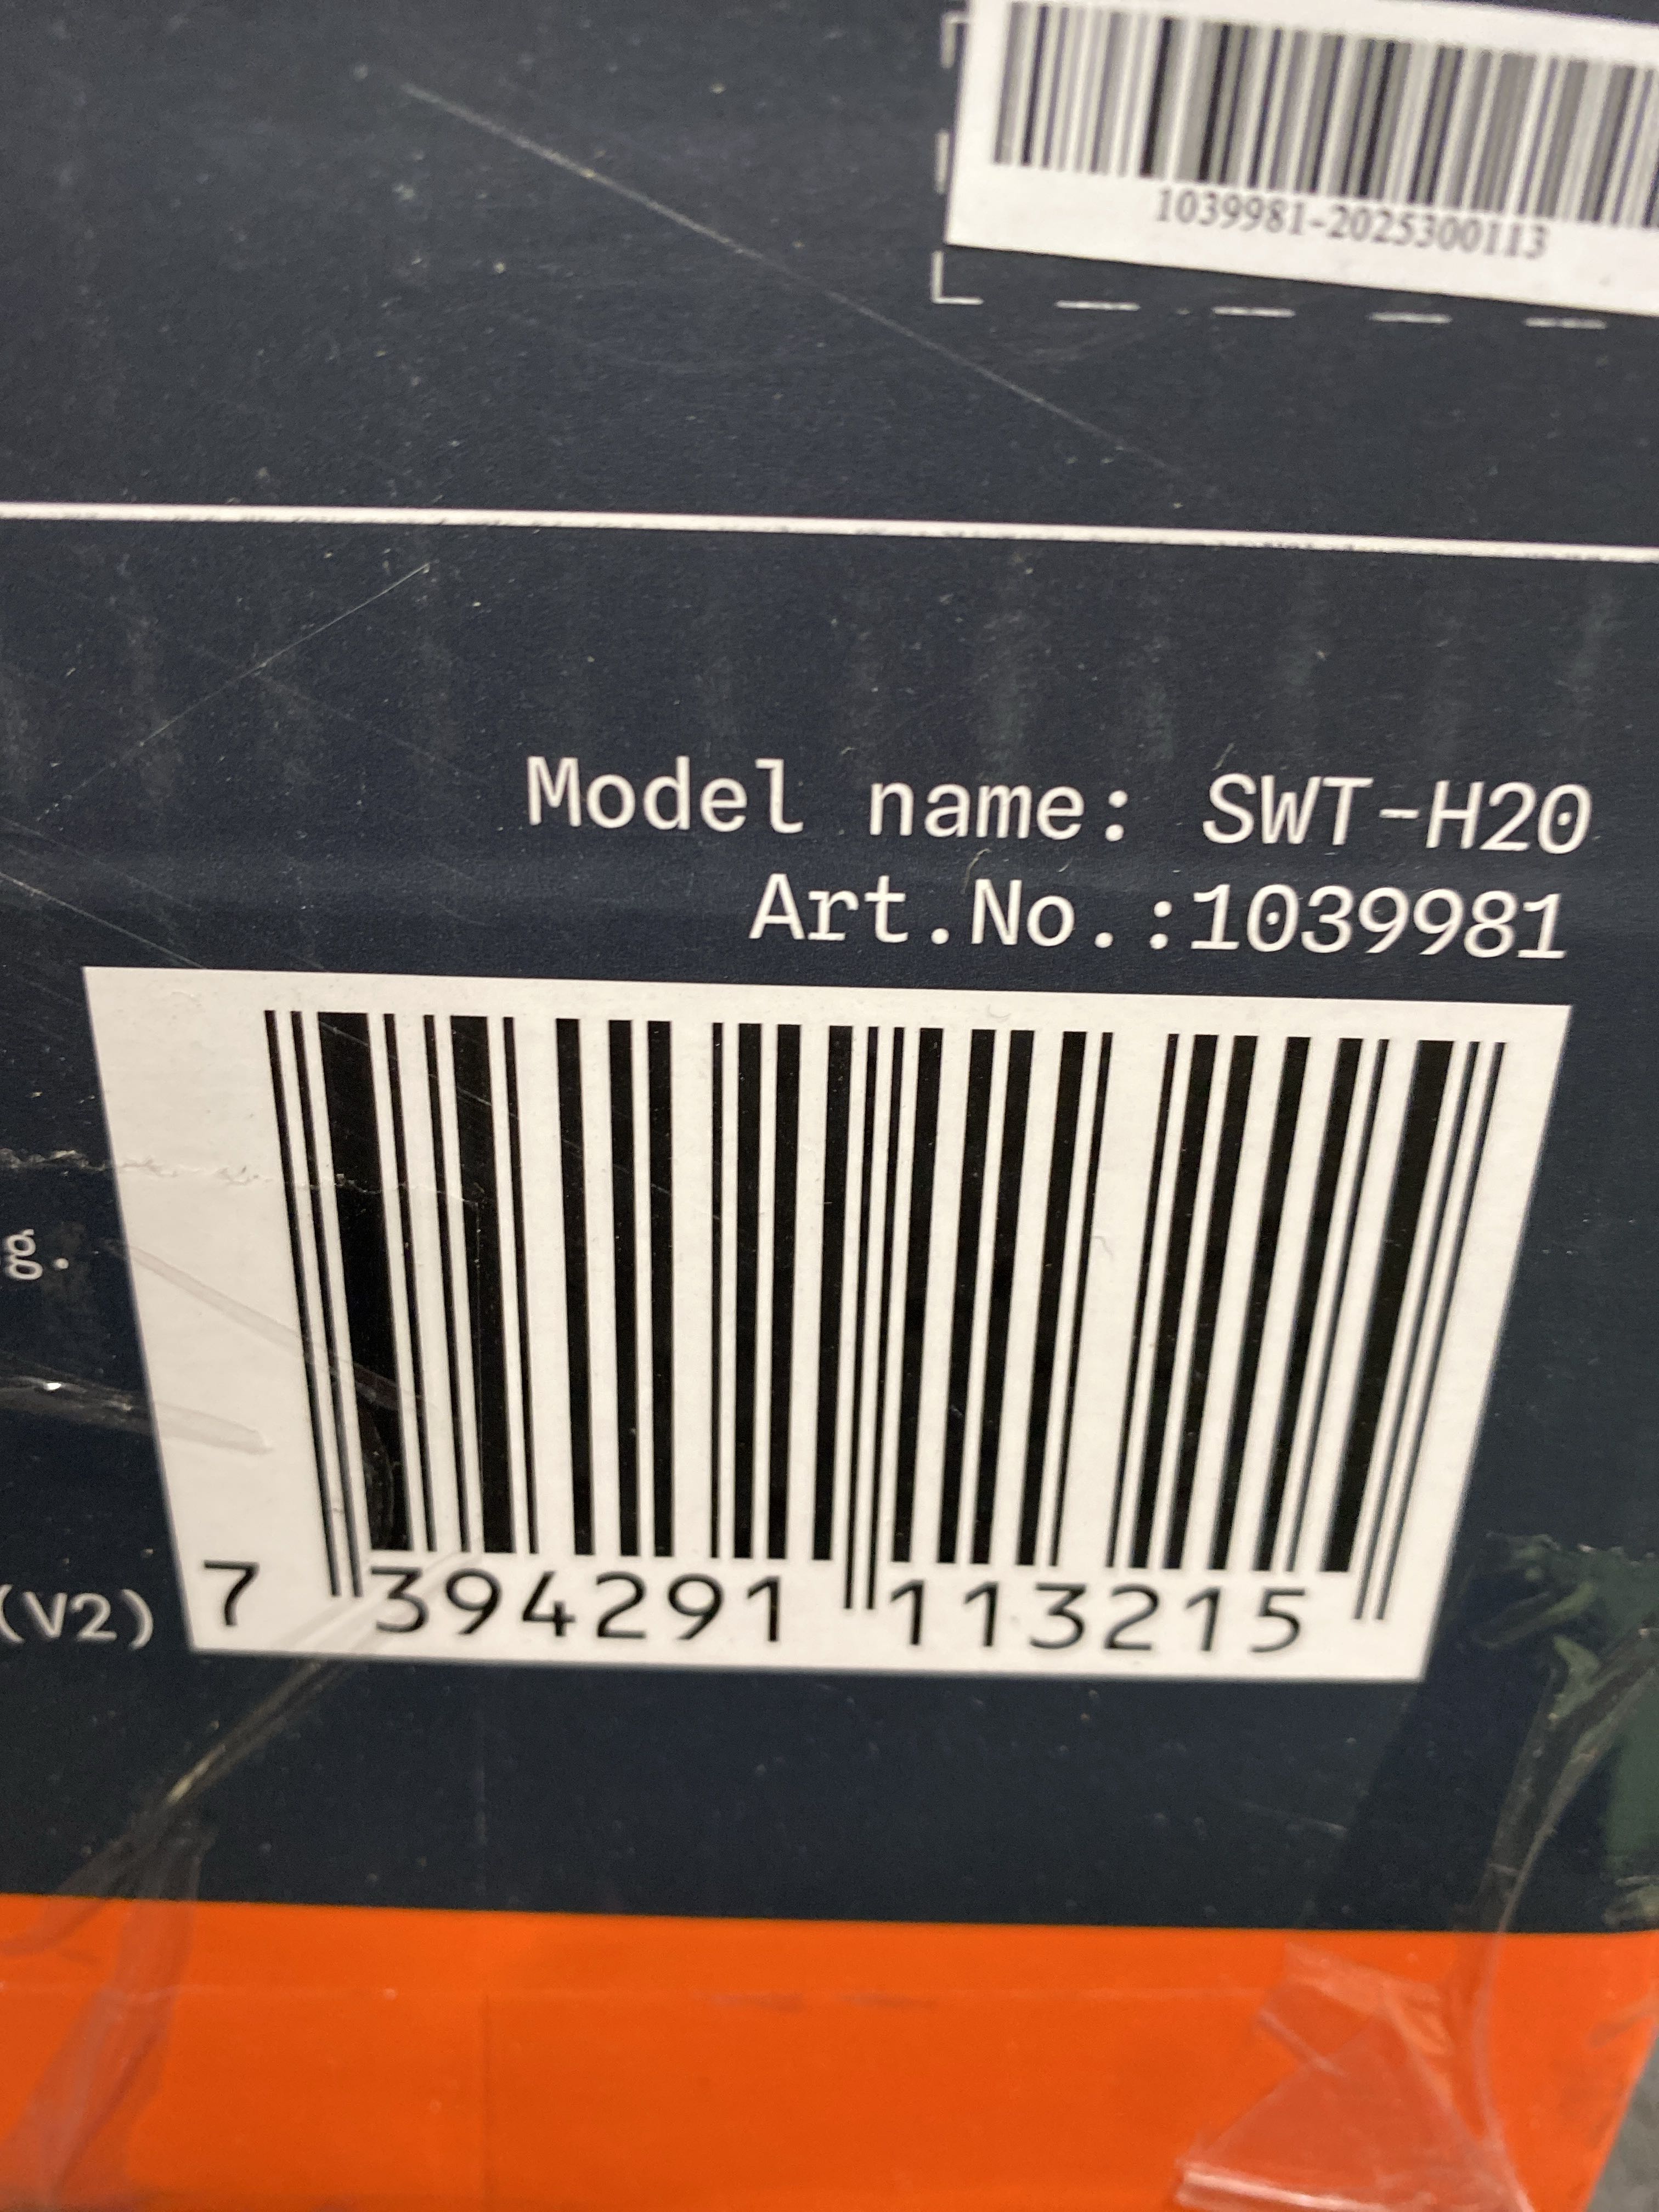 1039981-2025300113
Model name: SWT-H20
Art.No.:1039981
g.
(V2)
7 394291 113215